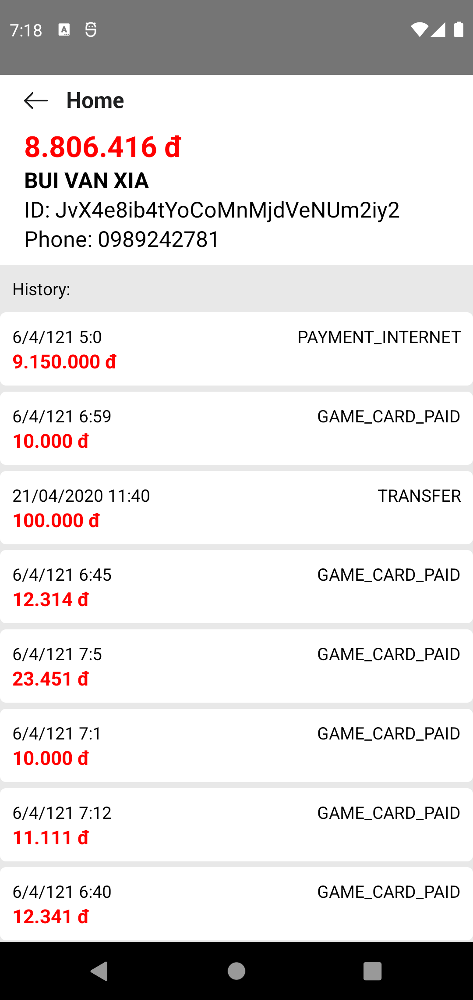 7:18
Home
8.806.416 đ
BUI VAN XIA
ID: JvX4e8ib4tYoCoMnMjdVeNUm2iy2
Phone: 0989242781
History:
6/4/121 5:0 PAYMENT_INTERNET
9.150.000 đ
6/4/121 6:59 GAME_CARD_PAID
10.000 đ
21/04/2020 11:40 TRANSFER
100.000 đ
6/4/121 6:45 GAME_CARD_PAID
12.314 đ
6/4/121 7:5 GAME_CARD_PAID
23.451 đ
6/4/121 7:1 GAME_CARD_PAID
10.000 đ
6/4/121 7:12 GAME_CARD_PAID
11.111 đ
6/4/121 6:40 GAME_CARD_PAID
12.341 đ